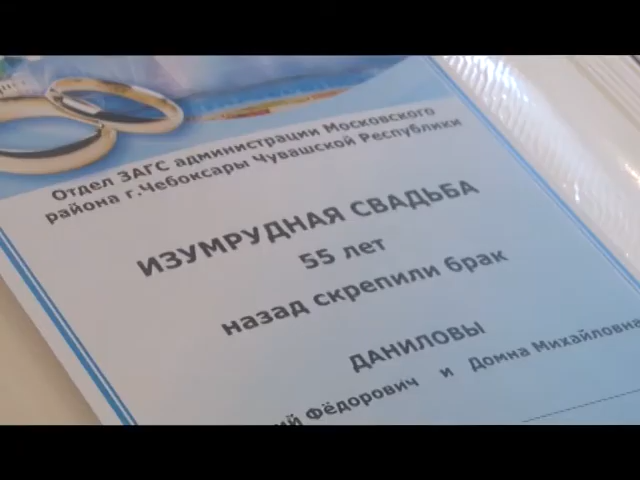 Отдел ЗАГС администрации Московского
района г.Чебоксары Чувашской Республики
ИЗУМРУДНАЯ СВАДЬБА
55 лет
назад скрепили брак
ДАНИЛОВЫ
Фёдорович и Домна Михайловна